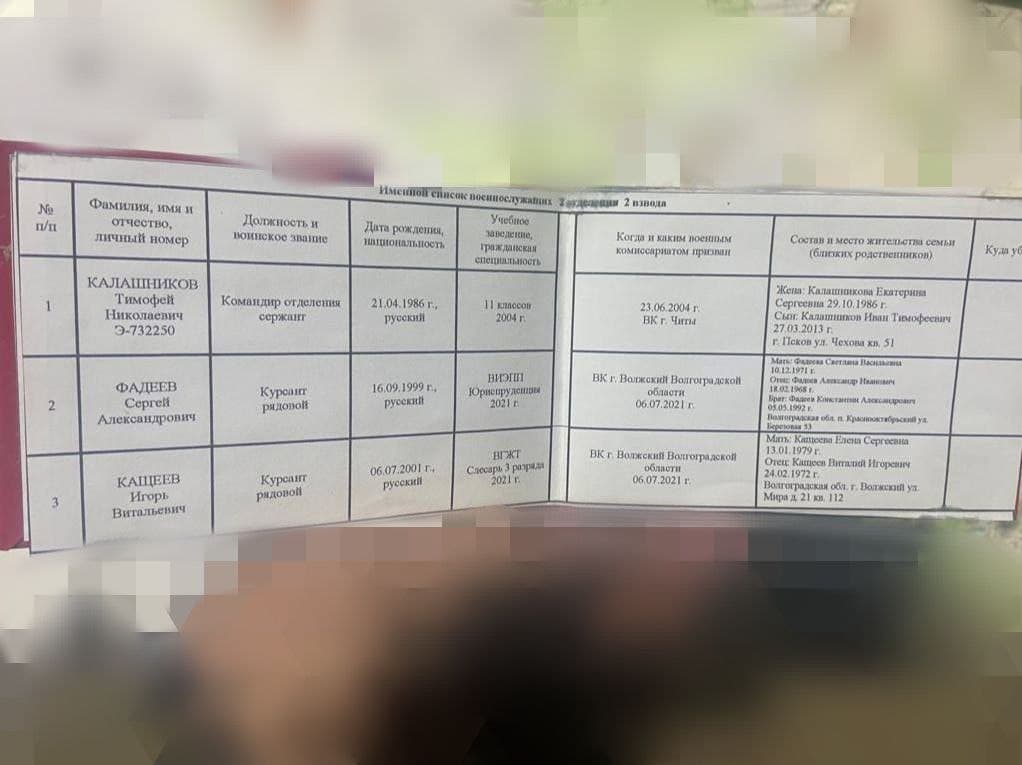 Именной список военнослужащих 2 отделения 2 взвода
№
п/п
Фамилия, имя и
отчество,
личный номер
Должность и
воинское звание
Дата рождения,
национальность
Учебное
заведение,
гражданская
специальность
Когда и каким военным
комиссариатом призван
Состав и место жительства семьи
(близких родственников)
Куда уб
1
КАЛАШНИКОВ
Тимофей
Николаевич
Э-732250
Командир отделения
сержант
21.04.1986 г.,
русский
11 классов
2004 г.
23.06.2004 г.
ВК г. Читы
Жена: Калашникова Екатерина
Сергеевна 29.10.1986 г.
Сын: Калашников Иван Тимофеевич
27.03.2013 г.
г. Псков ул. Чехова кв. 51
2
ФАДЕЕВ
Сергей
Александрович
Курсант
рядовой
16.09.1999 г.,
русский
ВИЭПП
Юриспруденция
2021 г.
ВК г. Волжский Волгоградской
области
06.07.2021 г.
Мать: Фадеева Светлана Васильевна
10.12.1971 г.
Отец: Фадеев Александр Иванович
18.02.1968 г.
Брат: Фадеев Константин Александрович
05.05.1992 г.
Волгоградская обл. п. Краснооктябрьский ул.
Березовая 53
3
КАЩЕЕВ
Игорь
Витальевич
Курсант
рядовой
06.07.2001 г.,
русский
ВГЖТ
Слесарь 3 разряда
2021 г.
ВК г. Волжский Волгоградской
области
06.07.2021 г.
Мать: Кащеева Елена Сергеевна
13.01.1979 г.
Отец: Кащеев Виталий Игоревич
24.02.1972 г.
Волгоградская обл. г. Волжский ул.
Мира д. 21 кв. 112